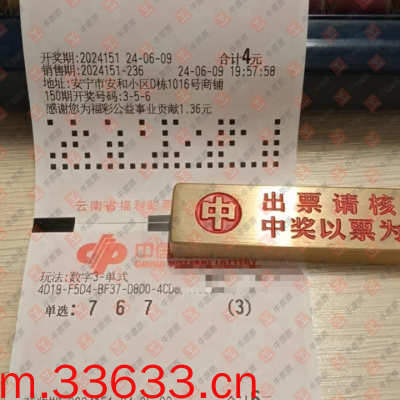 开奖期:2024151 24-06-09 合计4元
销售期:2024151-236 24-06-09 19:57:58
地址:安宁市安和小区D栋1016号商铺
150期开奖号码:3-5-6
感谢您为福彩公益事业贡献1.36元
云南省福利彩票
中
出票请核
中奖以票为
中
玩法:数字3-单式
4D19-F5D4-BF37-D800-4CD
单选: 7 6 7 (3)
m.33633.cn